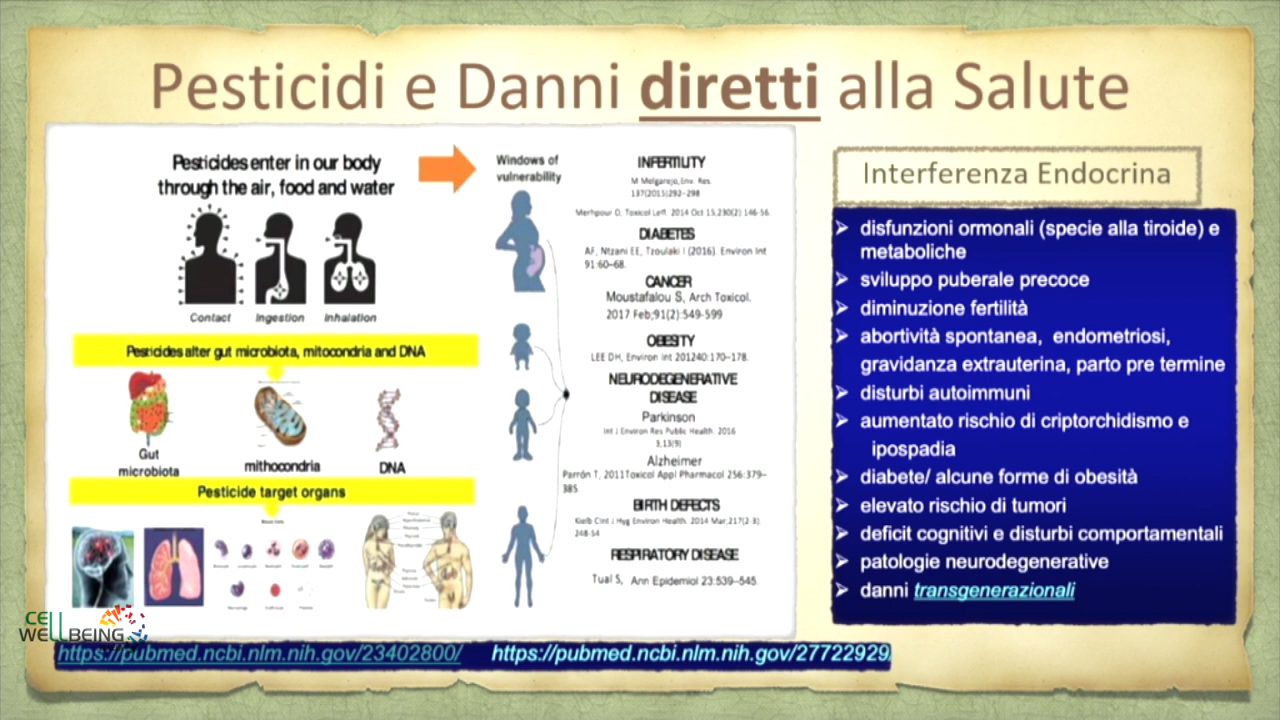 Pesticidi e Danni diretti alla Salute
Pesticides enter in our body
through the air, food and water
Contact Ingestion Inhalation
Pesticides alter gut microbiota, mitocondria and DNA
Gut
microbiota
mithocondria
DNA
Pesticide target organs
Windows of
vulnerability
INFERTILITY
M Melgarejo, Env. Res.
137(2015)292–298
Merhpour O, Toxicol Lett. 2014 Oct 15,230(2) 146-56.
DIABETES
AF, Ntzani EE, Tzoulaki I (2016). Environ Int
91:60–68.
CANCER
Moustafalou S, Arch Toxicol.
2017 Feb;91(2):549-599
OBESITY
LEE DH, Environ Int 201240:170–178.
NEURODEGENERATIVE
DISEASE
Parkinson
Int J Environ Res Public Health. 2016
3,13(9)
Alzheimer
Parrón T, 2011Toxicol Appl Pharmacol 256:379–
385
BIRTH DEFECTS
J Hyg Environ Health. 2014 Mar,217(2-3)
248-54
RESPIRATORY DISEASE
Tual S, Ann Epidemiol 23:539–545.
Interferenza Endocrina
➢ disfunzioni ormonali (specie alla tiroide) e
metaboliche
➢ sviluppo puberale precoce
➢ diminuzione fertilità
➢ abortività spontanea, endometriosi,
gravidanza extrauterina, parto pre termine
➢ disturbi autoimmuni
➢ aumentato rischio di criptorchidismo e
ipospadia
➢ diabete/ alcune forme di obesità
➢ elevato rischio di tumori
➢ deficit cognitivi e disturbi comportamentali
➢ patologie neurodegenerative
➢ danni transgenerazionali
CELL
WELLBEING
https://pubmed.ncbi.nlm.nih.gov/23402800/ https://pubmed.ncbi.nlm.nih.gov/27722929